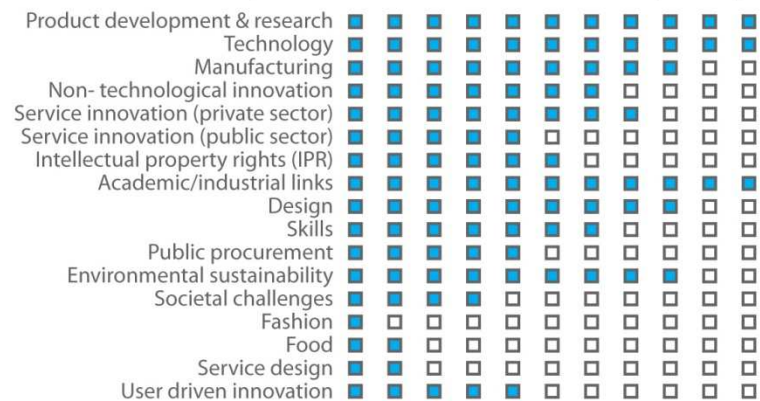 Product development & research
Technology
Manufacturing
Non- technological innovation
Service innovation (private sector)
Service innovation (public sector)
Intellectual property rights (IPR)
Academic/industrial links
Design
Skills
Public procurement
Environmental sustainability
Societal challenges
Fashion
Food
Service design
User driven innovation